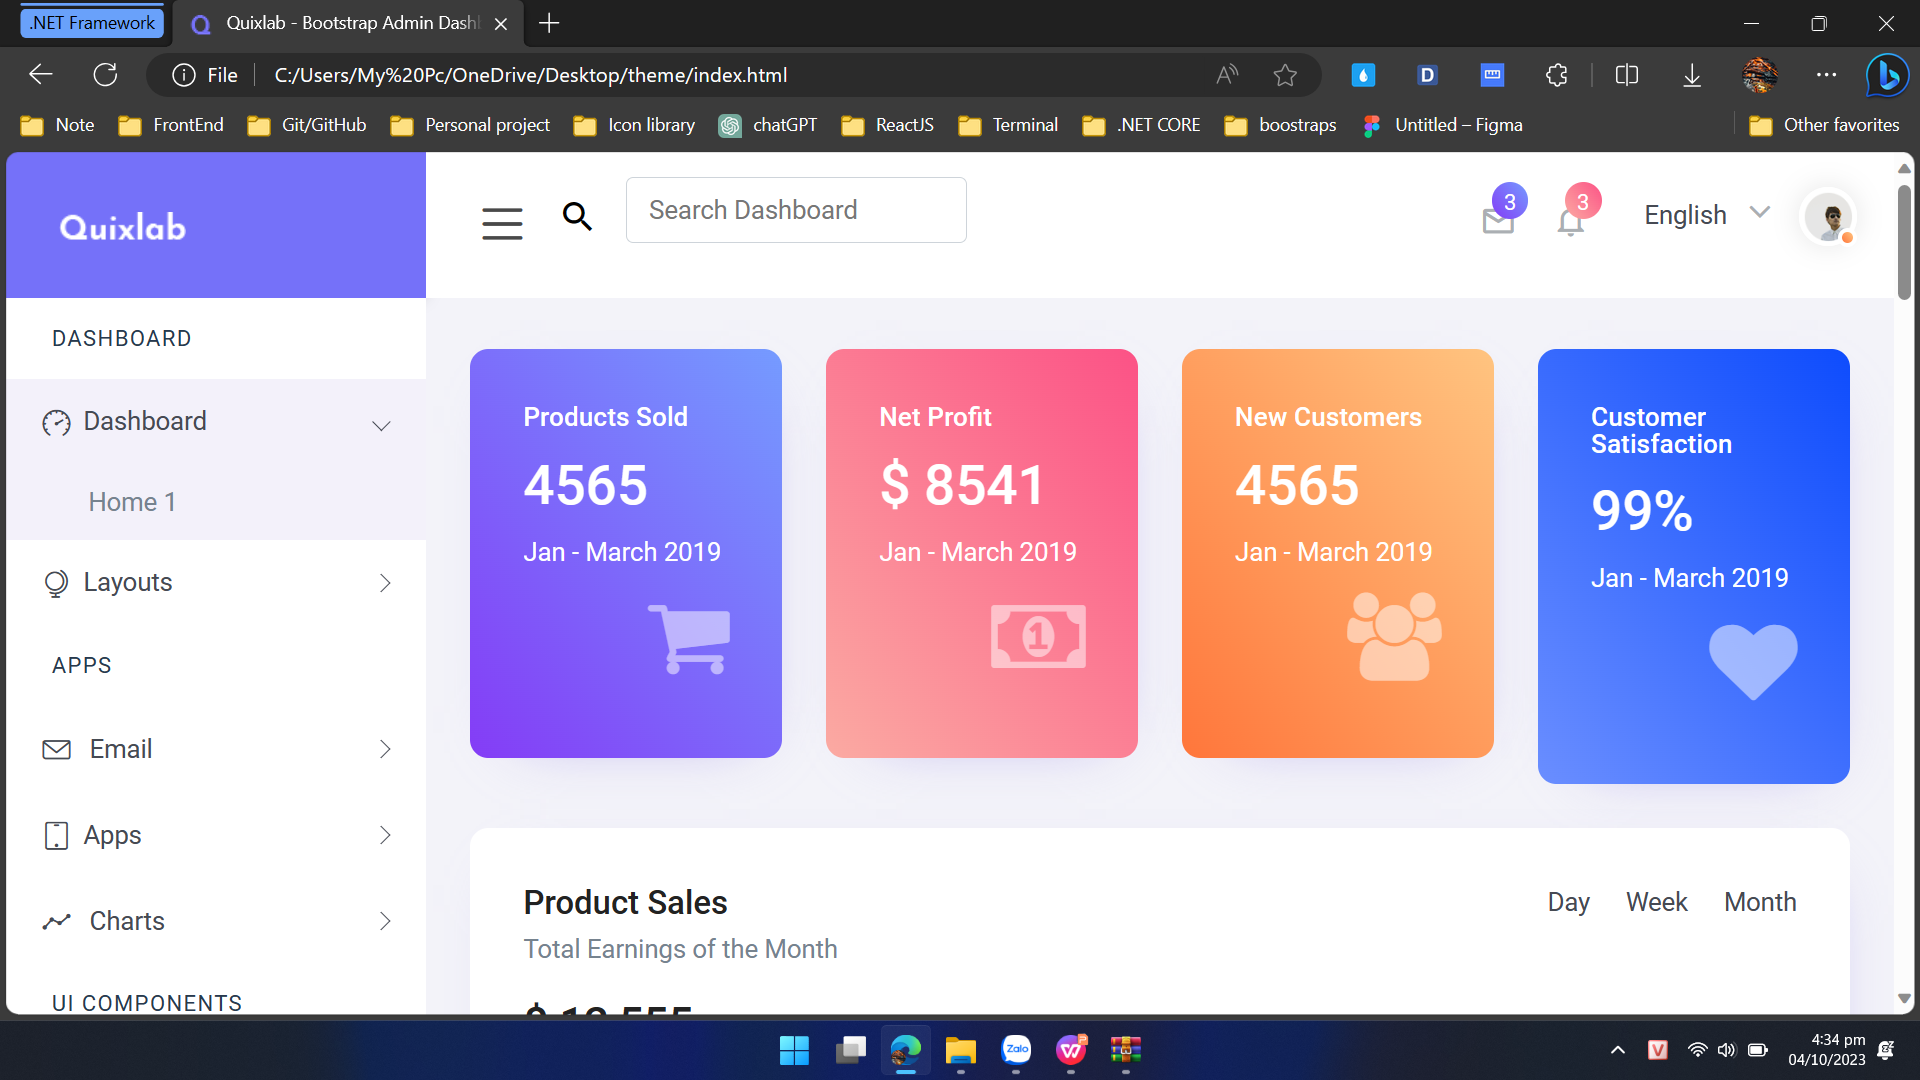 .NET Framework
Quixlab - Bootstrap Admin Dash
File
C:/Users/My%20Pc/OneDrive/Desktop/theme/index.html
Note
FrontEnd
Git/GitHub
Personal project
Icon library
chatGPT
ReactJS
Terminal
.NET CORE
boostraps
Untitled – Figma
Other favorites
Quixlab
Search Dashboard
3
3
English
DASHBOARD
Dashboard
Home 1
Layouts
APPS
Email
Apps
Charts
UI COMPONENTS
Products Sold
4565
Jan - March 2019
Net Profit
$ 8541
Jan - March 2019
1
New Customers
4565
Jan - March 2019
Customer
Satisfaction
99%
Jan - March 2019
Product Sales
Total Earnings of the Month
Day
Week
Month
$ 12,555
Zalo
4:34 pm
04/10/2023